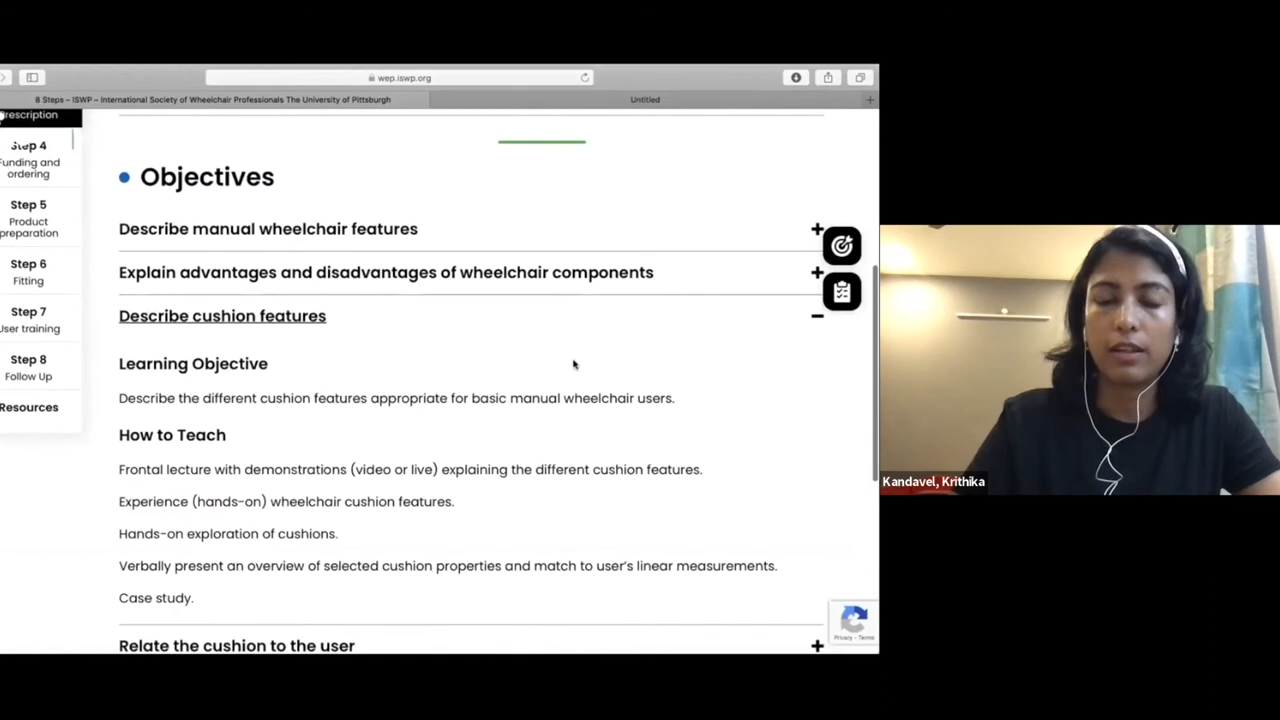 wep.iswp.org
8 Steps – ISWP – International Society of Wheelchair Professionals The University of Pittsburgh
Untitled
rescription
Step 4
Funding and
ordering
Step 5
Product
preparation
Step 6
Fitting
Step 7
User training
Step 8
Follow Up
Resources
Objectives
Describe manual wheelchair features
Explain advantages and disadvantages of wheelchair components
Describe cushion features
Learning Objective
Describe the different cushion features appropriate for basic manual wheelchair users.
How to Teach
Frontal lecture with demonstrations (video or live) explaining the different cushion features.
Experience (hands-on) wheelchair cushion features.
Hands-on exploration of cushions.
Verbally present an overview of selected cushion properties and match to user's linear measurements.
Case study.
Relate the cushion to the user
Privacy - Terms
Kandavel, Krithika